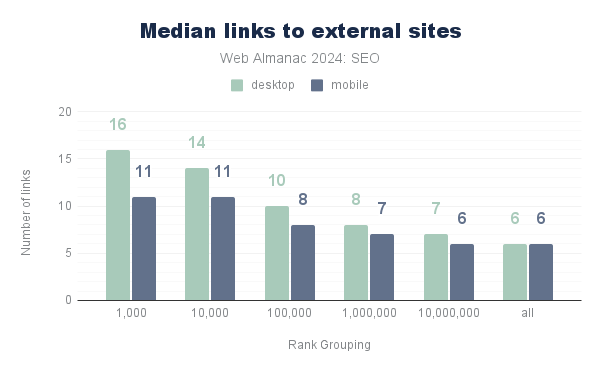 Median links to external sites
Web Almanac 2024: SEO
desktop mobile
Number of links
20
15
10
5
0
16 11 14 11 10 8 8 7 7 6 6 6
1,000 10,000 100,000 1,000,000 10,000,000 all
Rank Grouping